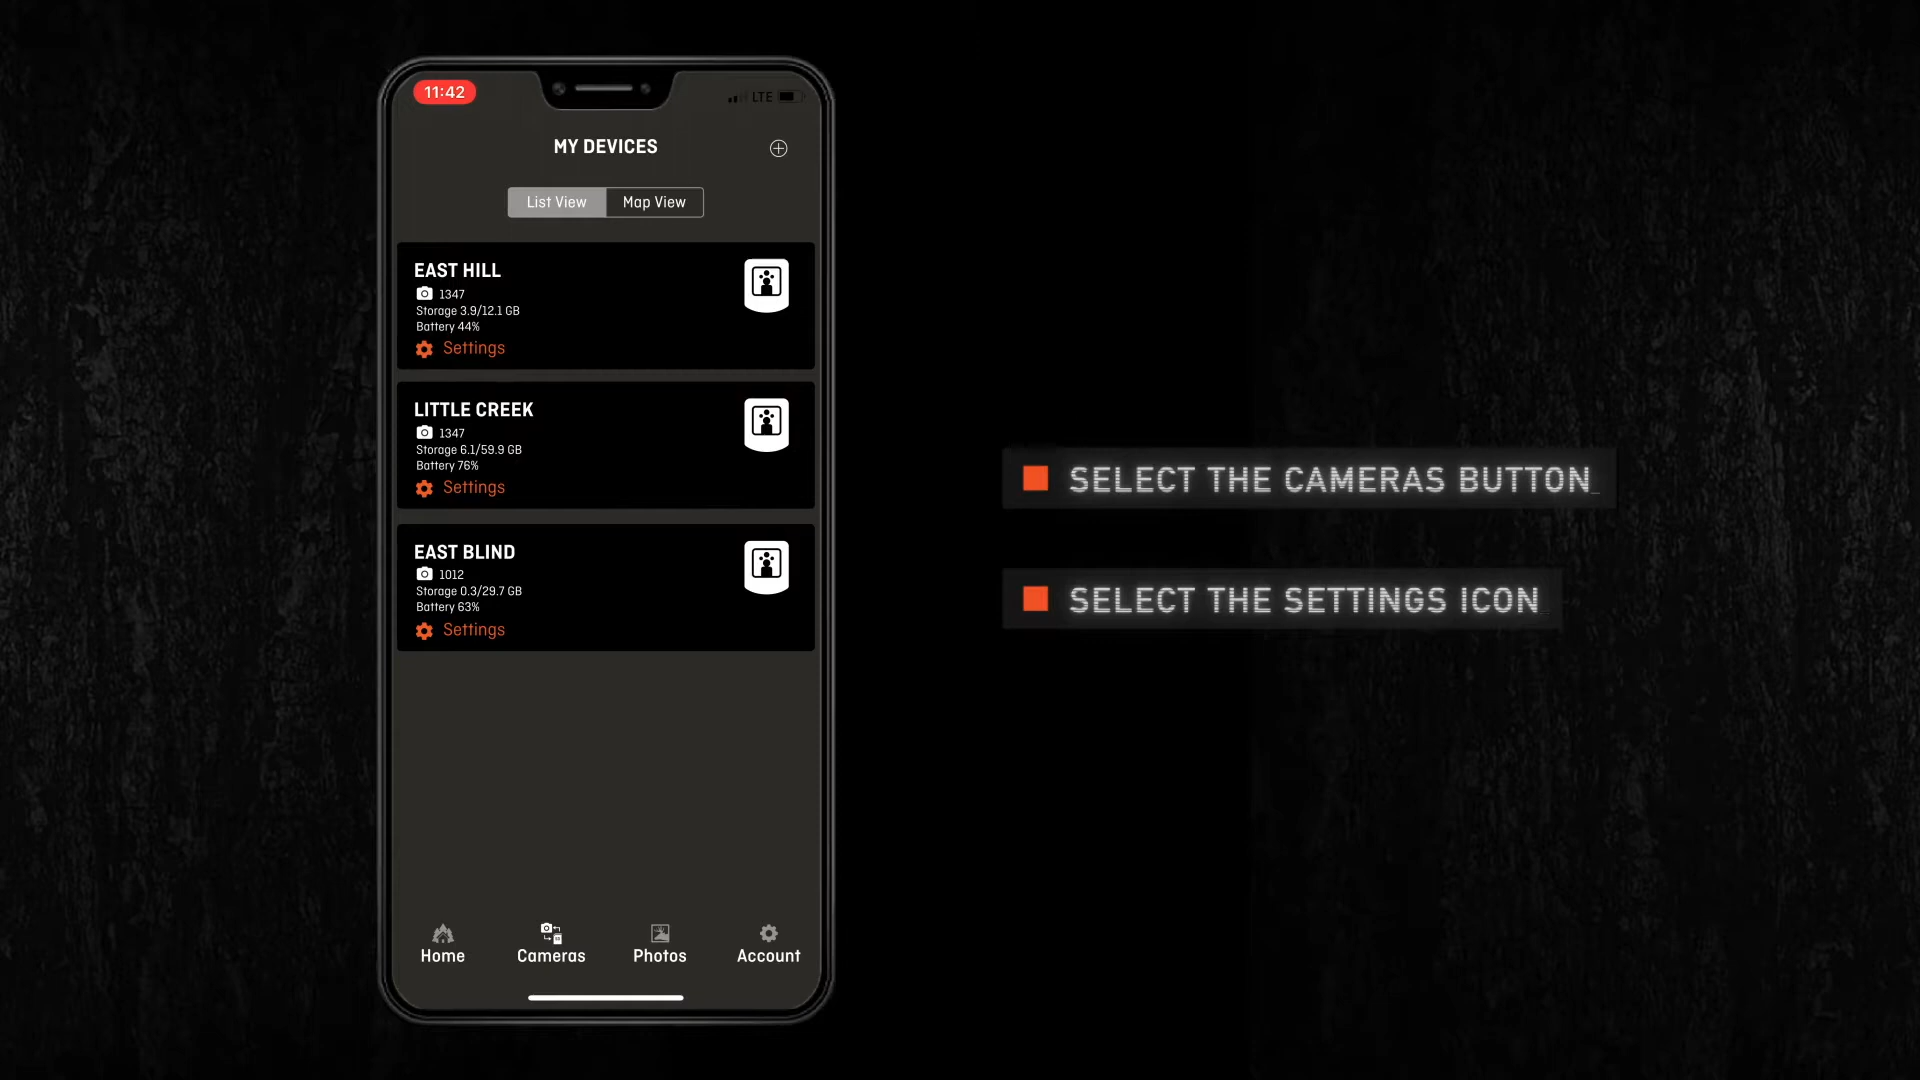 11:42
LTE
MY DEVICES
List View
Map View
EAST HILL
1347
Storage 3.9/12.1 GB
Battery 44%
Settings
LITTLE CREEK
1347
Storage 6.1/59.9 GB
Battery 76%
Settings
EAST BLIND
1012
Storage 0.3/29.7 GB
Battery 63%
Settings
Home
Cameras
Photos
Account
SELECT THE CAMERAS BUTTON_
SELECT THE SETTINGS ICON_